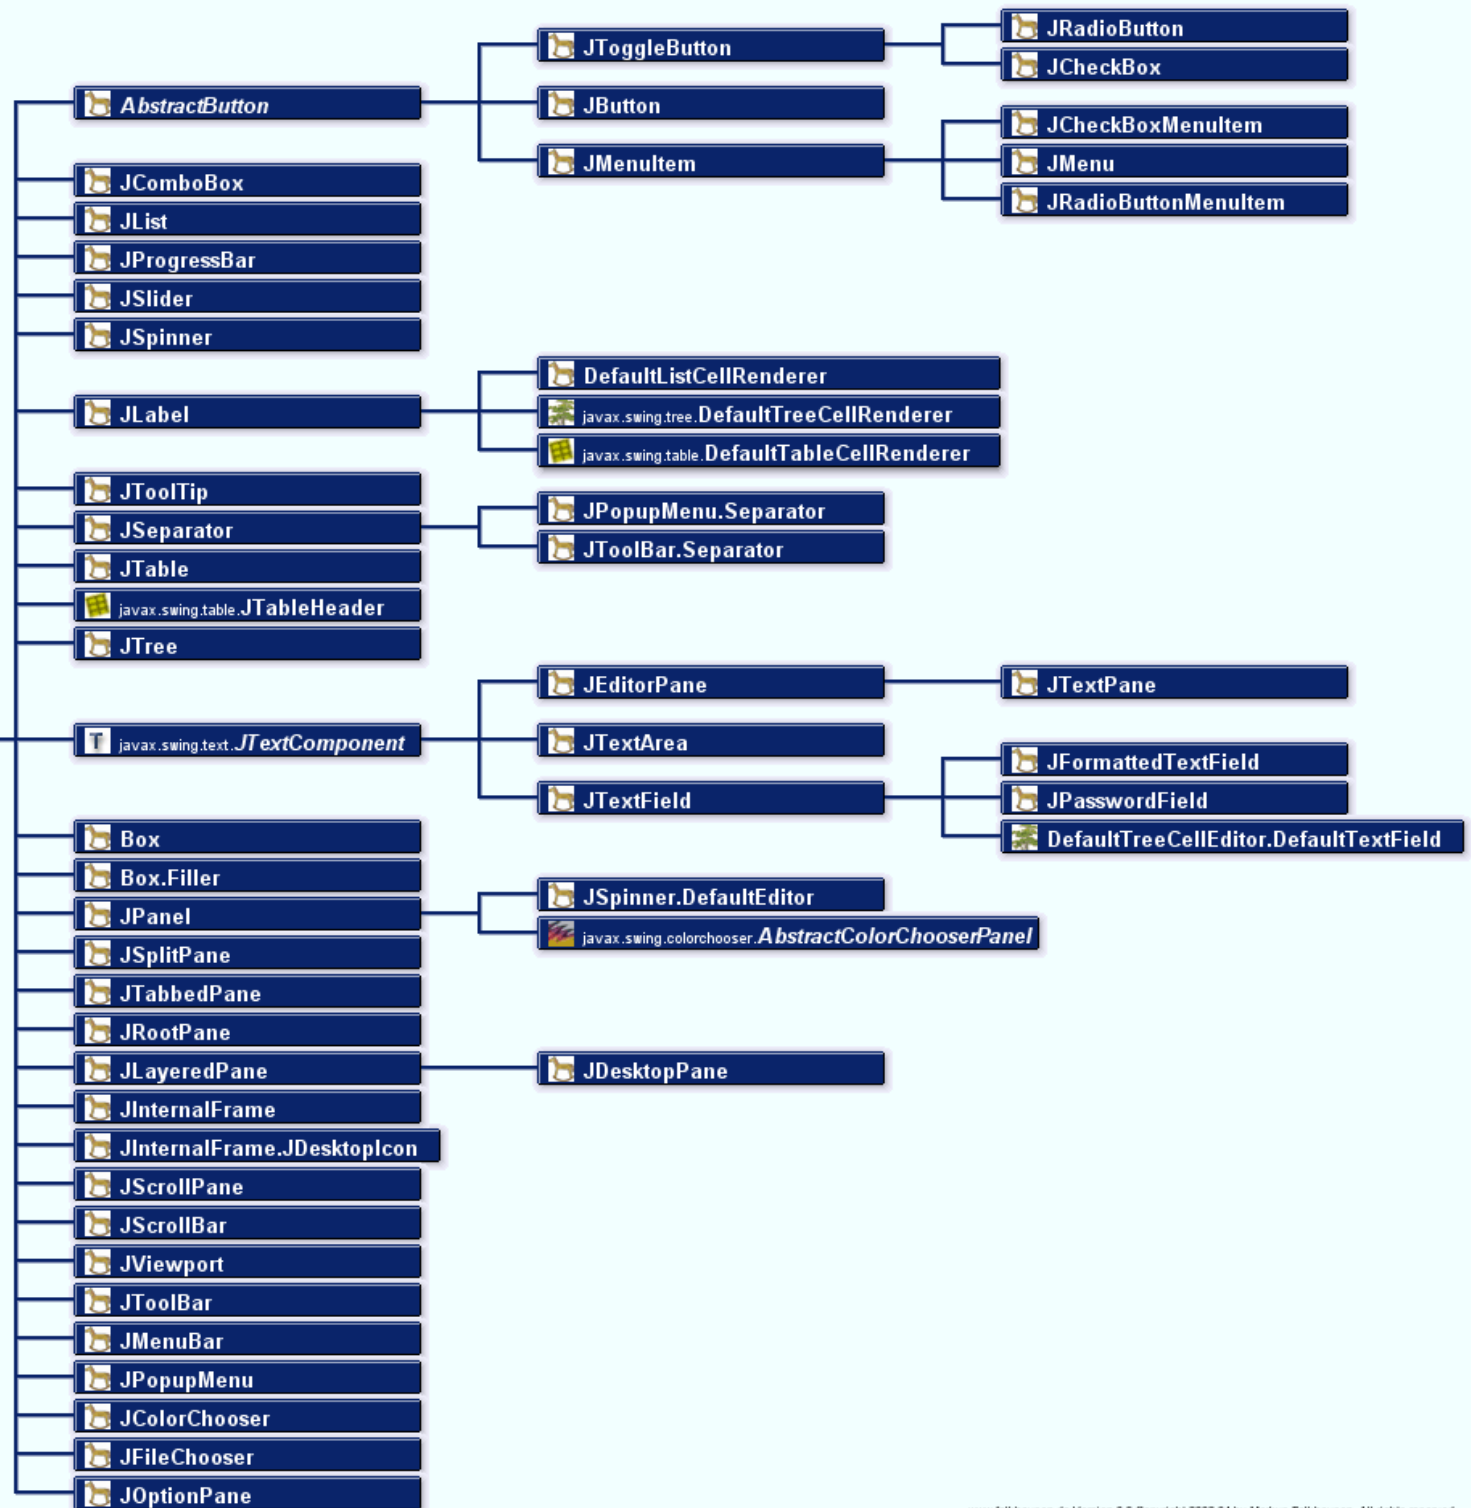 JRadioButton
JToggleButton
JCheckBox
AbstractButton
JButton
JCheckBoxMenuItem
JMenuItem
JMenu
JComboBox
JRadioButtonMenuItem
JList
JProgressBar
JSlider
JSpinner
DefaultListCellRenderer
JLabel
javax.swing.tree.DefaultTreeCellRenderer
javax.swing.table.DefaultTableCellRenderer
JToolTip
JPopupMenu.Separator
JSeparator
JToolBar.Separator
JTable
javax.swing.table.JTableHeader
JTree
JEditorPane
JTextPane
javax.swing.text.JTextComponent
JTextArea
JFormattedTextField
JTextField
JPasswordField
Box
DefaultTreeCellEditor.DefaultTextField
Box.Filler
JSpinner.DefaultEditor
JPanel
javax.swing.colorchooser.AbstractColorChooserPanel
JSplitPane
JTabbedPane
JRootPane
JLayeredPane
JDesktopPane
JInternalFrame
JInternalFrame.JDesktopIcon
JScrollPane
JScrollBar
JViewport
JToolBar
JMenuBar
JPopupMenu
JColorChooser
JFileChooser
JOptionPane